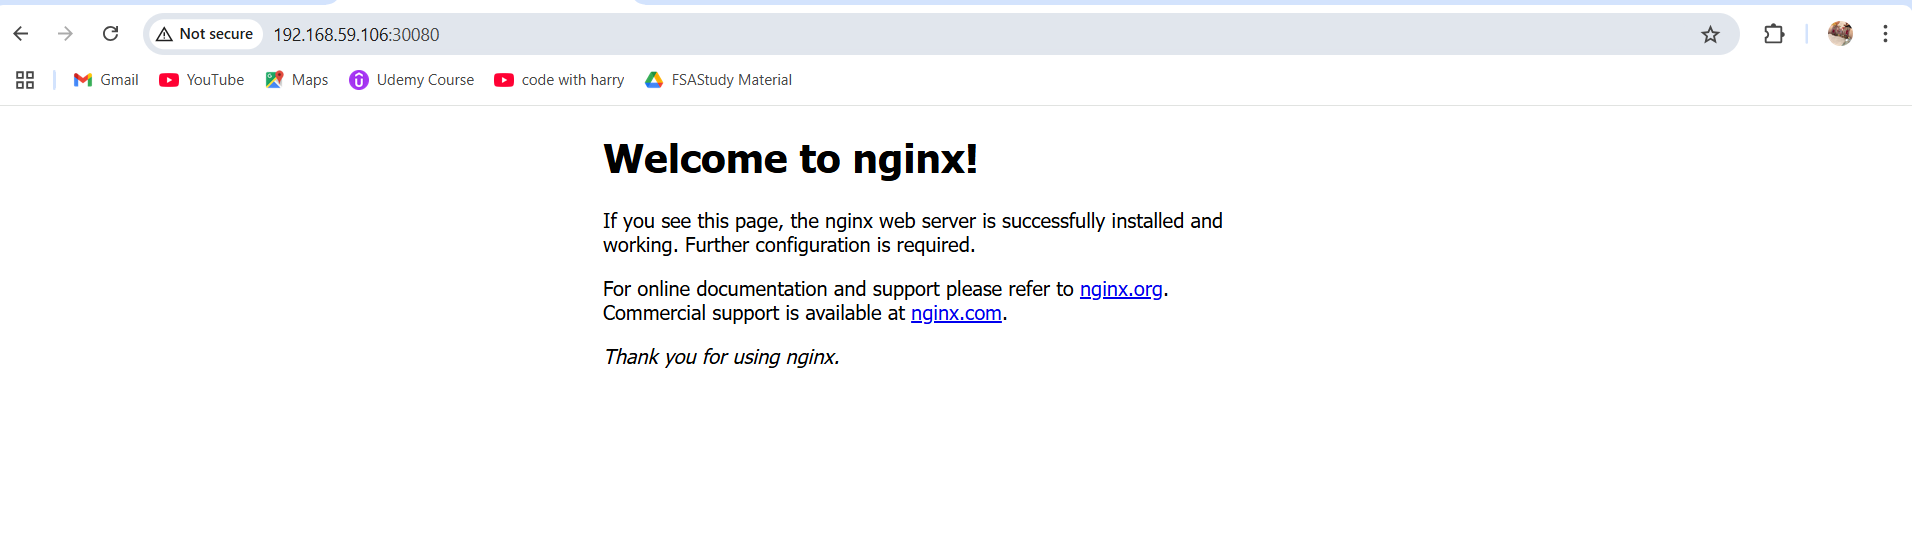 Not secure 192.168.59.106:30080
Gmail YouTube Maps Udemy Course code with harry FSAStudy Material
Welcome to nginx!
If you see this page, the nginx web server is successfully installed and
working. Further configuration is required.
For online documentation and support please refer to nginx.org.
Commercial support is available at nginx.com.
Thank you for using nginx.